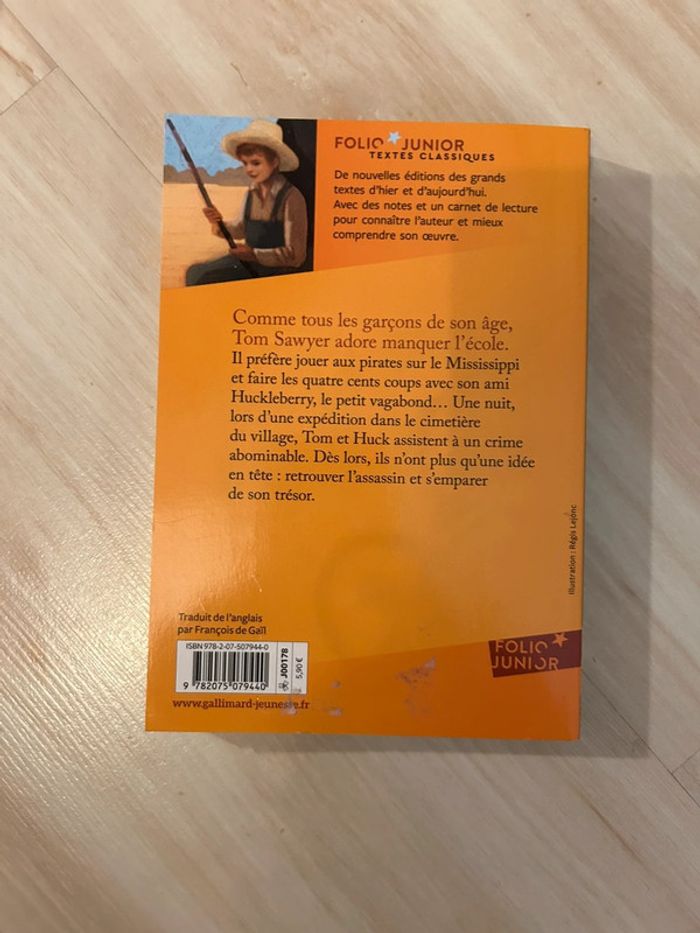 FOLIO JUNIOR
TEXTES CLASSIQUES
De nouvelles éditions des grands
textes d'hier et d'aujourd'hui.
Avec des notes et un carnet de lecture
pour connaître l'auteur et mieux
comprendre son œuvre.
Comme tous les garçons de son âge,
Tom Sawyer adore manquer l'école.
Il préfère jouer aux pirates sur le Mississippi
et faire les quatre cents coups avec son ami
Huckleberry, le petit vagabond… Une nuit,
lors d'une expédition dans le cimetière
du village, Tom et Huck assistent à un crime
abominable. Dès lors, ils n'ont plus qu'une idée
en tête : retrouver l'assassin et s'emparer
de son trésor.
Illustration : Régis Lejonc
Traduit de l'anglais
par François de Gaïl
ISBN 978-2-07-507944-0
9 782075 079440
J00178
5,90 €
www.gallimard-jeunesse.fr
FOLIO
JUNIOR